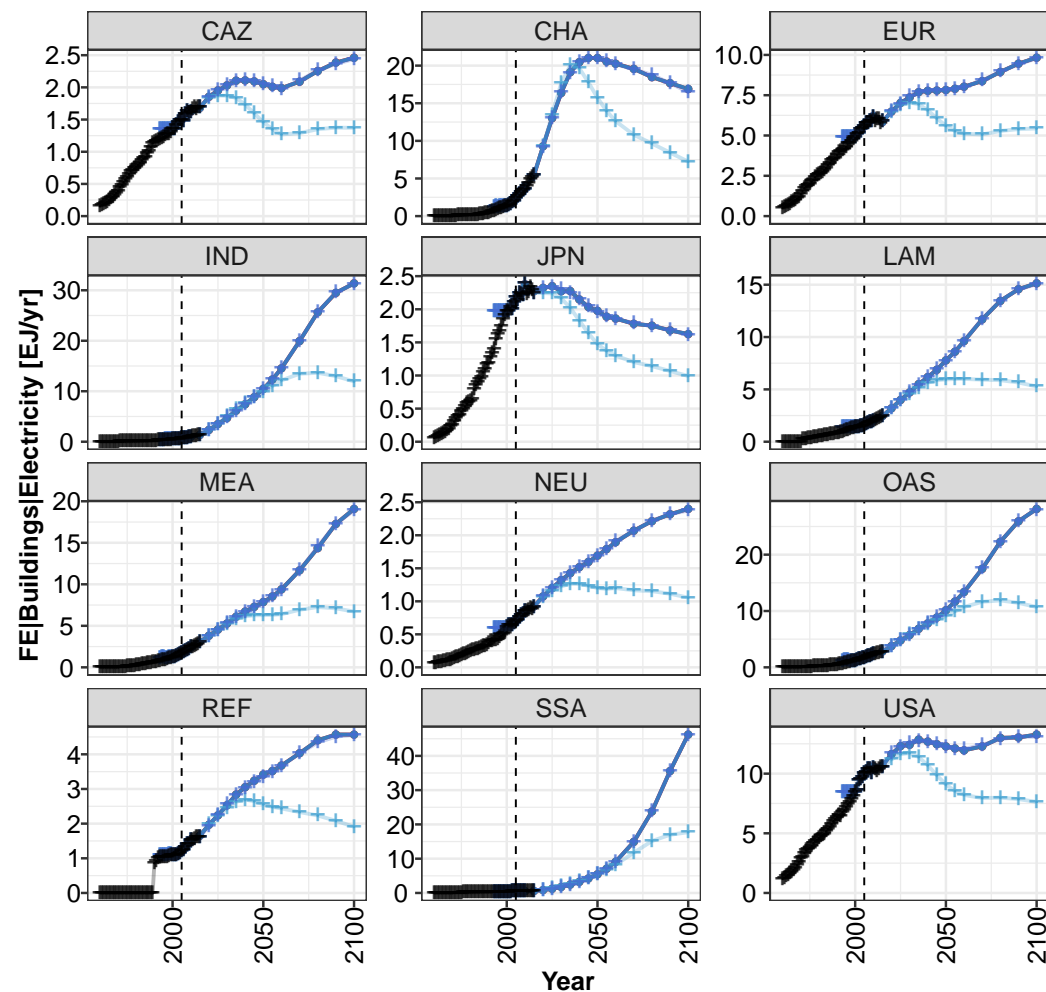 CAZ CHA EUR
2.5 20 10.0
2.0 15 7.5
1.5 10 5.0
1.0 5 2.5
0.5 0 0.0
0.0
IND JPN LAM
30 2.5 15
20 2.0 10
10 1.5 5
0 1.0 0
0.5
0.0
MEA NEU OAS
20 2.5 20
15 2.0 10
10 1.5 0
5 1.0
0 0.5
0.0
REF SSA USA
4 40 10
3 30 5
2 20 0
1 10
0 0
2000 2050 2100 2000 2050 2100 2000 2050 2100
Year
FE|Buildings|Electricity [EJ/yr]